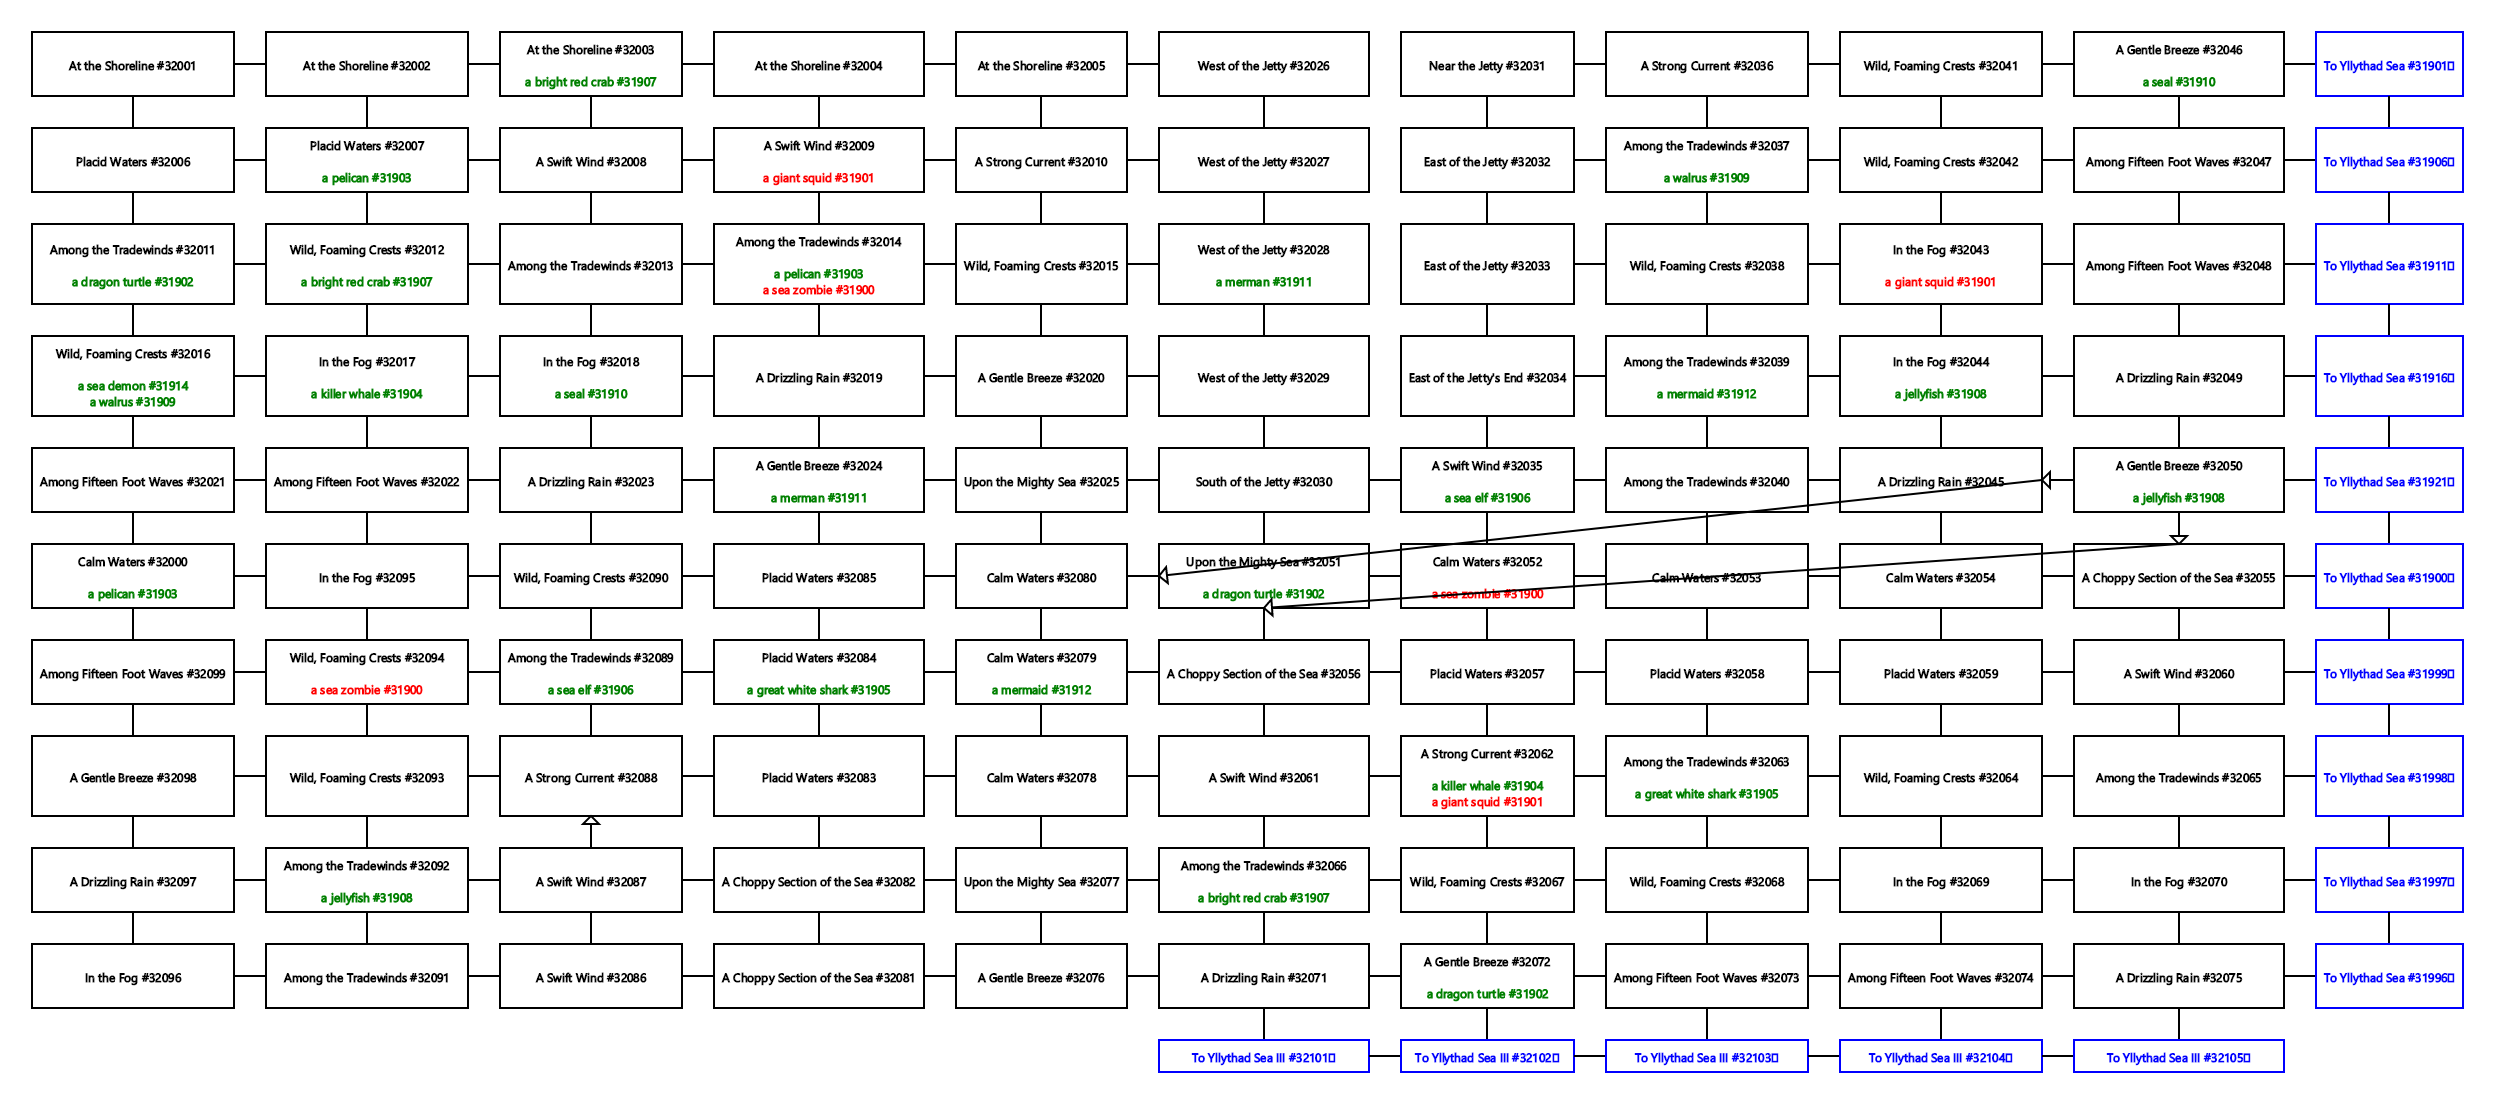 At the Shoreline #32001
At the Shoreline #32002
At the Shoreline #32003
a bright red crab #31907
At the Shoreline #32004
At the Shoreline #32005
West of the Jetty #32026
Near the Jetty #32031
A Strong Current #32036
Wild, Foaming Crests #32041
A Gentle Breeze #32046
a seal #31910
To Yllythad Sea #31901
Placid Waters #32006
Placid Waters #32007
a pelican #31903
A Swift Wind #32008
A Swift Wind #32009
a giant squid #31901
A Strong Current #32010
West of the Jetty #32027
East of the Jetty #32032
Among the Tradewinds #32037
a walrus #31909
Wild, Foaming Crests #32042
Among Fifteen Foot Waves #32047
To Yllythad Sea #31906
Among the Tradewinds #32011
a dragon turtle #31902
Wild, Foaming Crests #32012
a bright red crab #31907
Among the Tradewinds #32013
Among the Tradewinds #32014
a pelican #31903
a sea zombie #31900
Wild, Foaming Crests #32015
West of the Jetty #32028
a merman #31911
East of the Jetty #32033
Wild, Foaming Crests #32038
In the Fog #32043
a giant squid #31901
Among Fifteen Foot Waves #32048
To Yllythad Sea #31911
Wild, Foaming Crests #32016
a sea demon #31914
a walrus #31909
In the Fog #32017
a killer whale #31904
In the Fog #32018
a seal #31910
A Drizzling Rain #32019
A Gentle Breeze #32020
West of the Jetty #32029
East of the Jetty's End #32034
Among the Tradewinds #32039
a mermaid #31912
In the Fog #32044
a jellyfish #31908
A Drizzling Rain #32049
To Yllythad Sea #31916
Among Fifteen Foot Waves #32021
Among Fifteen Foot Waves #32022
A Drizzling Rain #32023
A Gentle Breeze #32024
a merman #31911
Upon the Mighty Sea #32025
South of the Jetty #32030
A Swift Wind #32035
a sea elf #31906
Among the Tradewinds #32040
A Drizzling Rain #32045
A Gentle Breeze #32050
a jellyfish #31908
To Yllythad Sea #31921
Calm Waters #32000
a pelican #31903
In the Fog #32095
Wild, Foaming Crests #32090
Placid Waters #32085
Calm Waters #32080
Upon the Mighty Sea #32051
a dragon turtle #31902
Calm Waters #32052
a sea zombie #31900
Calm Waters #32053
Calm Waters #32054
A Choppy Section of the Sea #32055
To Yllythad Sea #31900
Among Fifteen Foot Waves #32099
Wild, Foaming Crests #32094
a sea zombie #31900
Among the Tradewinds #32089
a sea elf #31906
Placid Waters #32084
a great white shark #31905
Calm Waters #32079
a mermaid #31912
A Choppy Section of the Sea #32056
Placid Waters #32057
Placid Waters #32058
Placid Waters #32059
A Swift Wind #32060
To Yllythad Sea #31999
A Gentle Breeze #32098
Wild, Foaming Crests #32093
A Strong Current #32088
Placid Waters #32083
Calm Waters #32078
A Swift Wind #32061
A Strong Current #32062
a killer whale #31904
a giant squid #31901
Among the Tradewinds #32063
a great white shark #31905
Wild, Foaming Crests #32064
Among the Tradewinds #32065
To Yllythad Sea #31998
A Drizzling Rain #32097
Among the Tradewinds #32092
a jellyfish #31908
A Swift Wind #32087
A Choppy Section of the Sea #32082
Upon the Mighty Sea #32077
Among the Tradewinds #32066
a bright red crab #31907
Wild, Foaming Crests #32067
Wild, Foaming Crests #32068
In the Fog #32069
In the Fog #32070
To Yllythad Sea #31997
In the Fog #32096
Among the Tradewinds #32091
A Swift Wind #32086
A Choppy Section of the Sea #32081
A Gentle Breeze #32076
A Drizzling Rain #32071
A Gentle Breeze #32072
a dragon turtle #31902
Among Fifteen Foot Waves #32073
Among Fifteen Foot Waves #32074
A Drizzling Rain #32075
To Yllythad Sea #31996
To Yllythad Sea III #32101
To Yllythad Sea III #32102
To Yllythad Sea III #32103
To Yllythad Sea III #32104
To Yllythad Sea III #32105